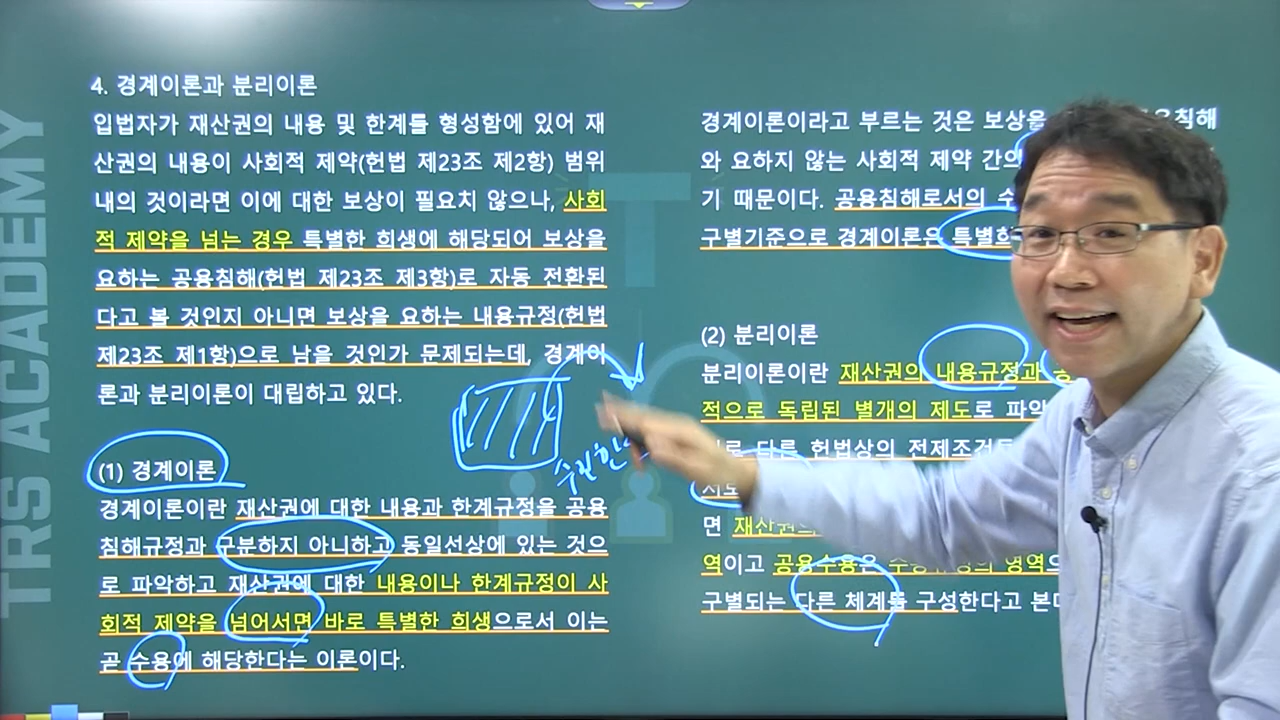 4. 경계이론과 분리이론
입법자가 재산권의 내용 및 한계를 형성함에 있어 재
산권의 내용이 사회적 제약(헌법 제23조 제2항) 범위
내의 것이라면 이에 대한 보상이 필요치 않으나, 사회
적 제약을 넘는 경우 특별한 희생에 해당되어 보상을
요하는 공용침해(헌법 제23조 제3항)로 자동 전환된
다고 볼 것인지 아니면 보상을 요하는 내용규정(헌법
제23조 제1항)으로 남을 것인가 문제되는데, 경계이
론과 분리이론이 대립하고 있다.
(1) 경계이론
경계이론이란 재산권에 대한 내용과 한계규정을 공용
침해규정과 구분하지 아니하고 동일선상에 있는 것으
로 파악하고 재산권에 대한 내용이나 한계규정이 사
회적 제약을 넘어서면 바로 특별한 희생으로서 이는
곧 수용에 해당한다는 이론이다.
경계이론이라고 부르는 것은 보상을
와 요하지 않는 사회적 제약 간의
기 때문이다. 공용침해로서의
구별기준으로 경계이론은
(2) 분리이론
분리이론이란 재산권의 내용규정과
적으로 독립된 별개의 제도로
다른 헌법상의
면
역이고 공용수용은 영역
구별되는 다른 체계를 구성한다고
TRS ACADEMY